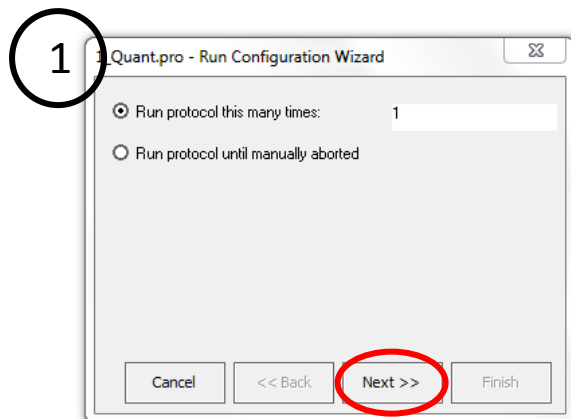 1
1_Quant.pro - Run Configuration Wizard
Run protocol this many times: 1
Run protocol until manually aborted
Cancel << Back Next >> Finish